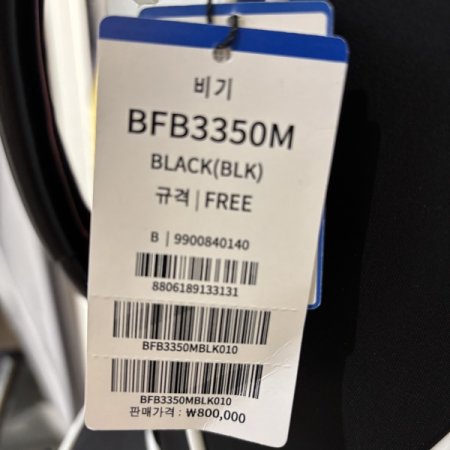 비기
BFB3350M
BLACK(BLK)
규격 | FREE
B | 9900840140
8806189133131
BFB3350MBLK010
BFB3350MBLK010
판매가격 : ₩800,000